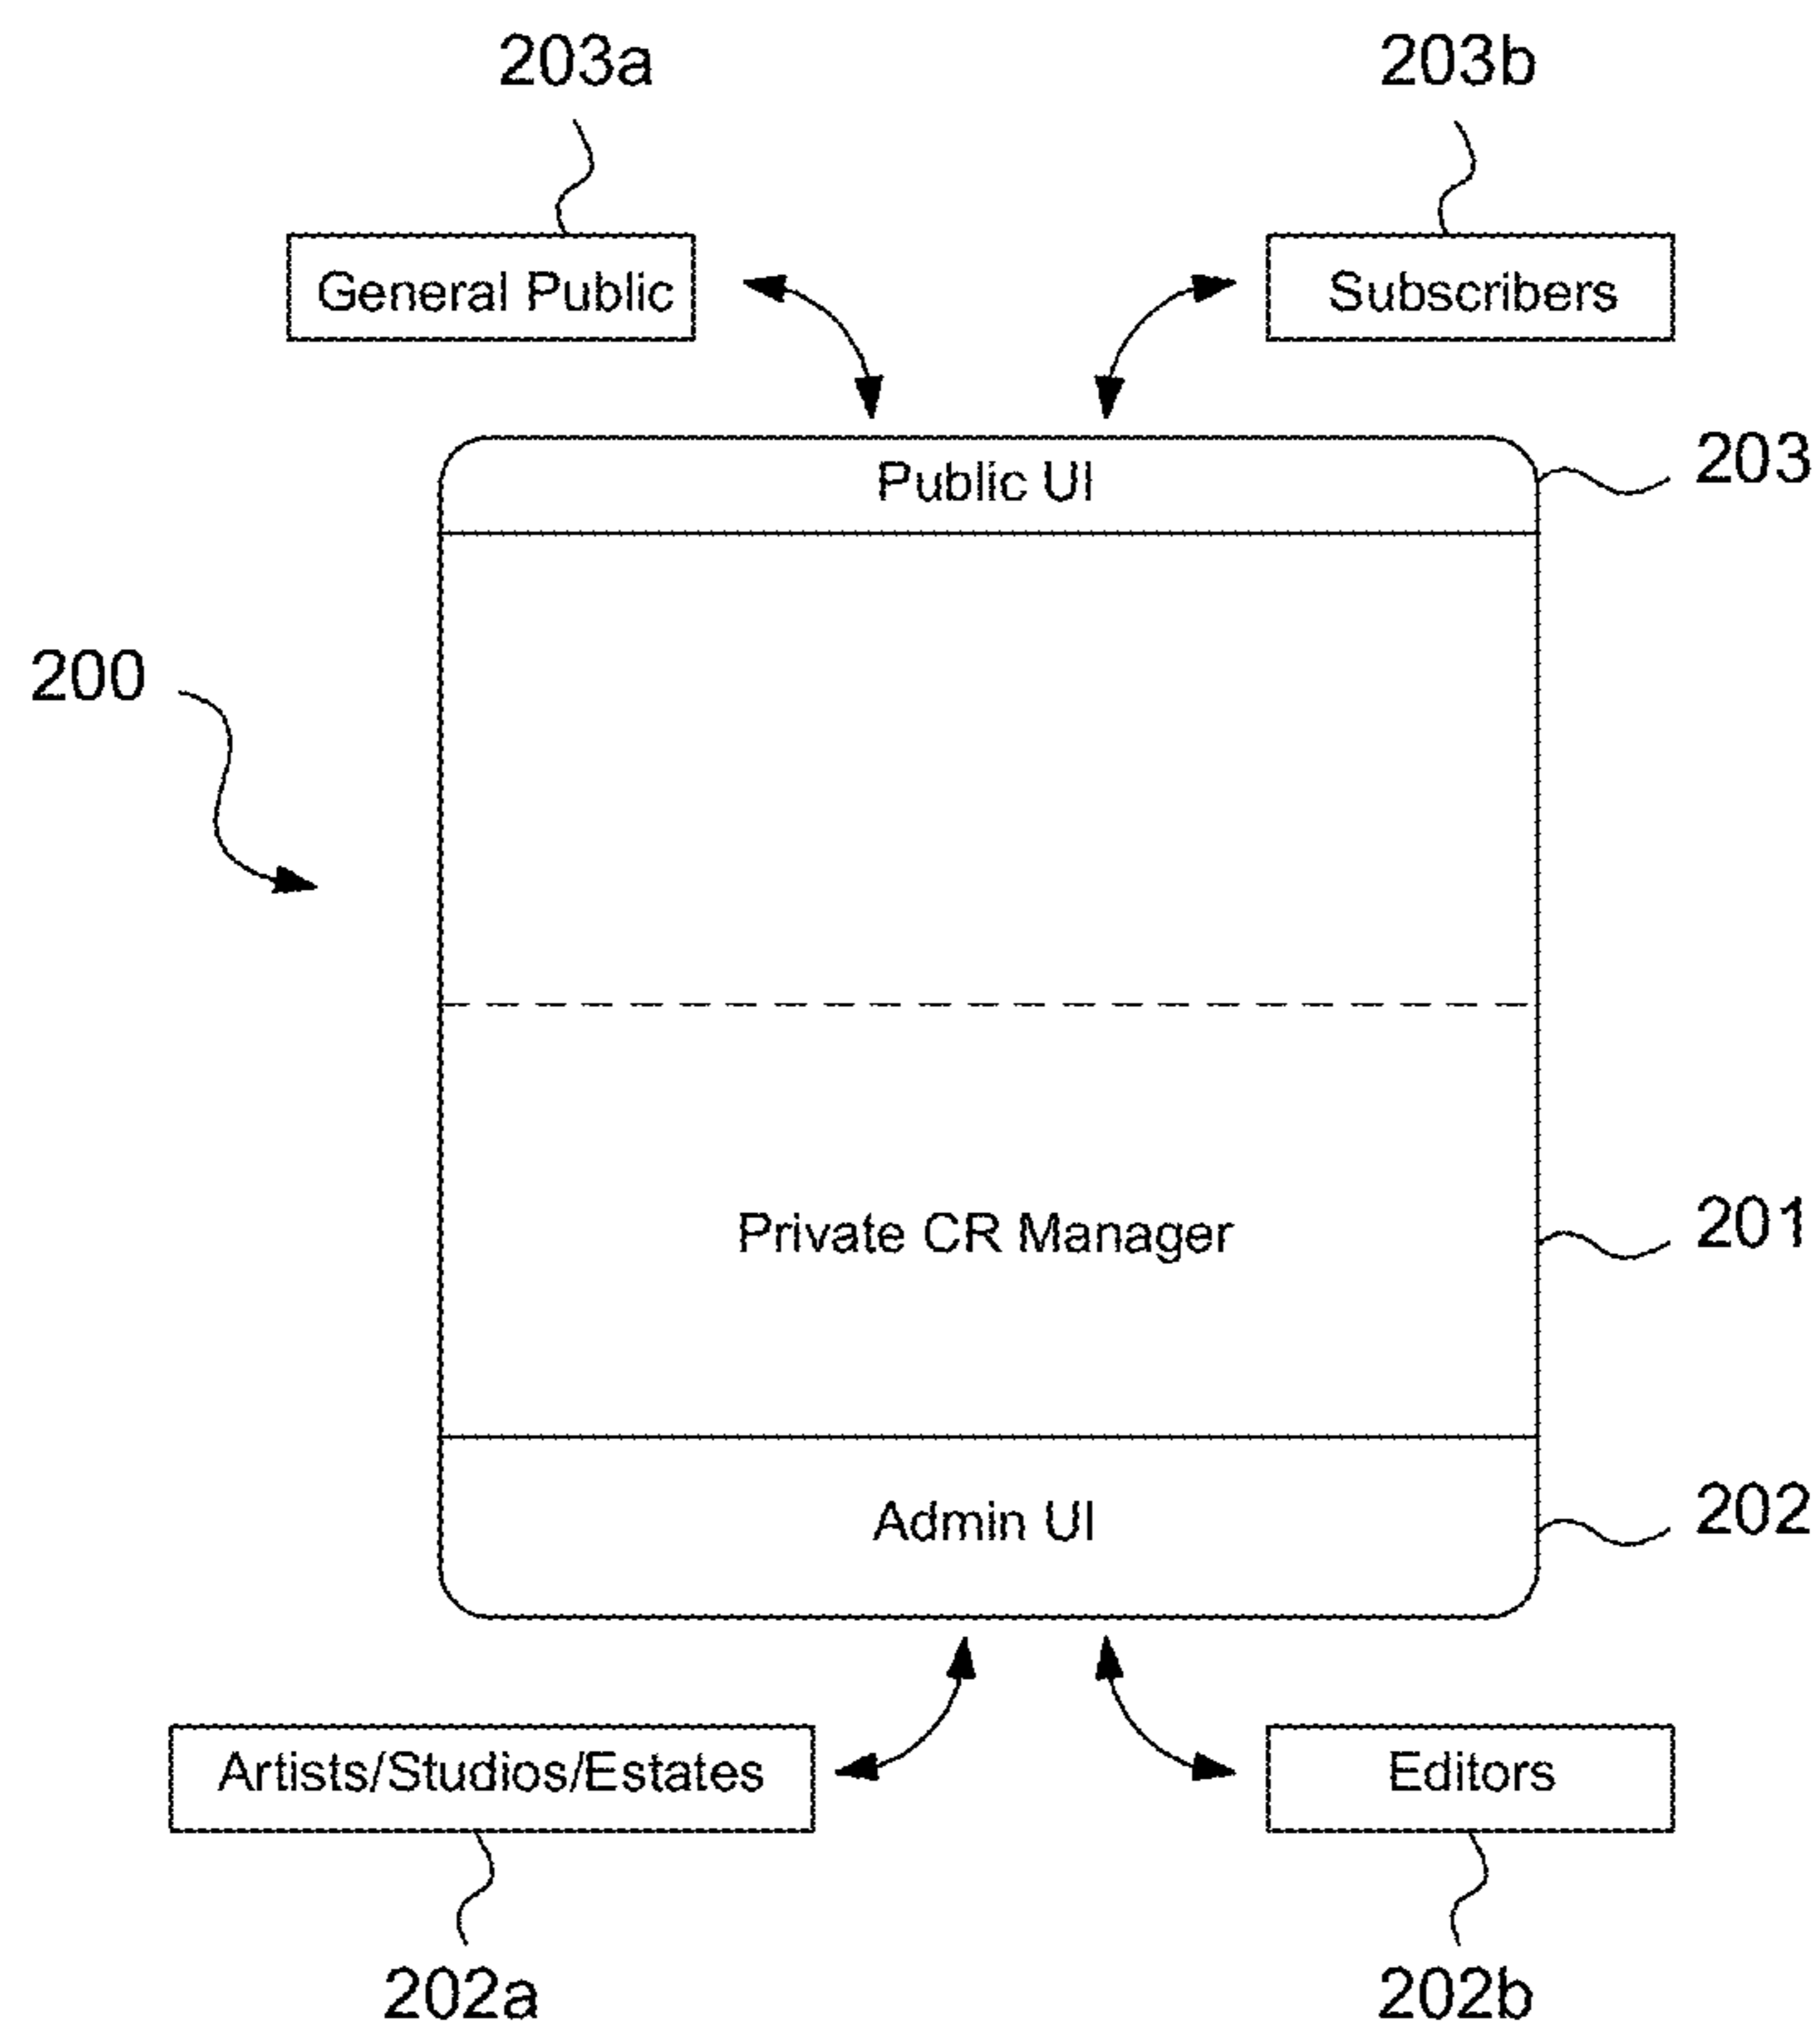 203a
203b
General Public
Subscribers
Public UI
203
200
Private CR Manager
201
Admin UI
202
Artists/Studios/Estates
Editors
202a
202b